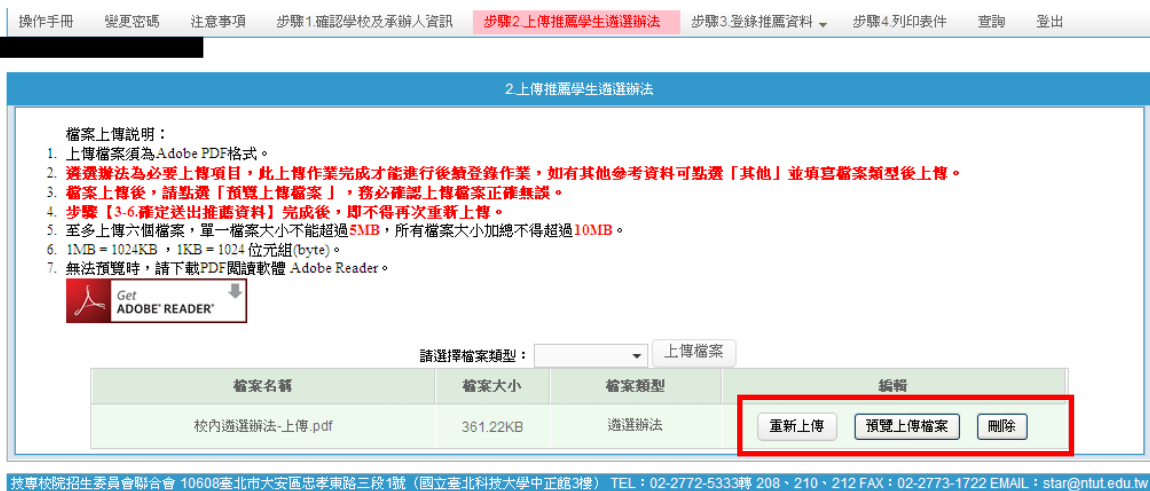 操作手冊 變更密碼 注意事項 步驟1.確認學校及承辦人資訊 步驟2.上傳推薦學生遴選辦法 步驟3.登錄推薦資料 步驟4.列印表件 查詢 登出
2.上傳推薦學生遴選辦法
檔案上傳說明：
1. 上傳檔案須為Adobe PDF格式。
2. 遴選辦法為必要上傳項目，此上傳作業完成才能進行後續登錄作業，如有其他參考資料可點選「其他」並填寫檔案類型後上傳。
3. 檔案上傳後，請點選「預覽上傳檔案 」，務必確認上傳檔案正確無誤。
4. 步驟【3-6.確定送出推薦資料】完成後，即不得再次重新上傳。
5. 至多上傳六個檔案，單一檔案大小不能超過5MB，所有檔案大小加總不得超過10MB。
6. 1MB = 1024KB ，1KB = 1024 位元組(byte)。
7. 無法預覽時，請下載PDF閱讀軟體 Adobe Reader。
Get
ADOBE® READER®
請選擇檔案類型： 上傳檔案
檔案名稱 檔案大小 檔案類型 編輯
校內遴選辦法-上傳.pdf 361.22KB 遴選辦法 重新上傳 預覽上傳檔案 刪除
技專校院招生委員會聯合會 10608臺北市大安區忠孝東路三段1號（國立臺北科技大學中正館3樓） TEL：02-2772-5333轉 208、210、212 FAX：02-2773-1722 EMAIL：star@ntut.edu.tw